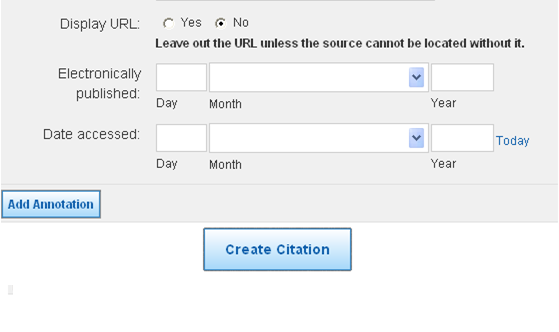 Display URL: Yes No
Leave out the URL unless the source cannot be located without it.
Electronically
published:
Day Month Year
Date accessed: Today
Day Month Year
Add Annotation
Create Citation